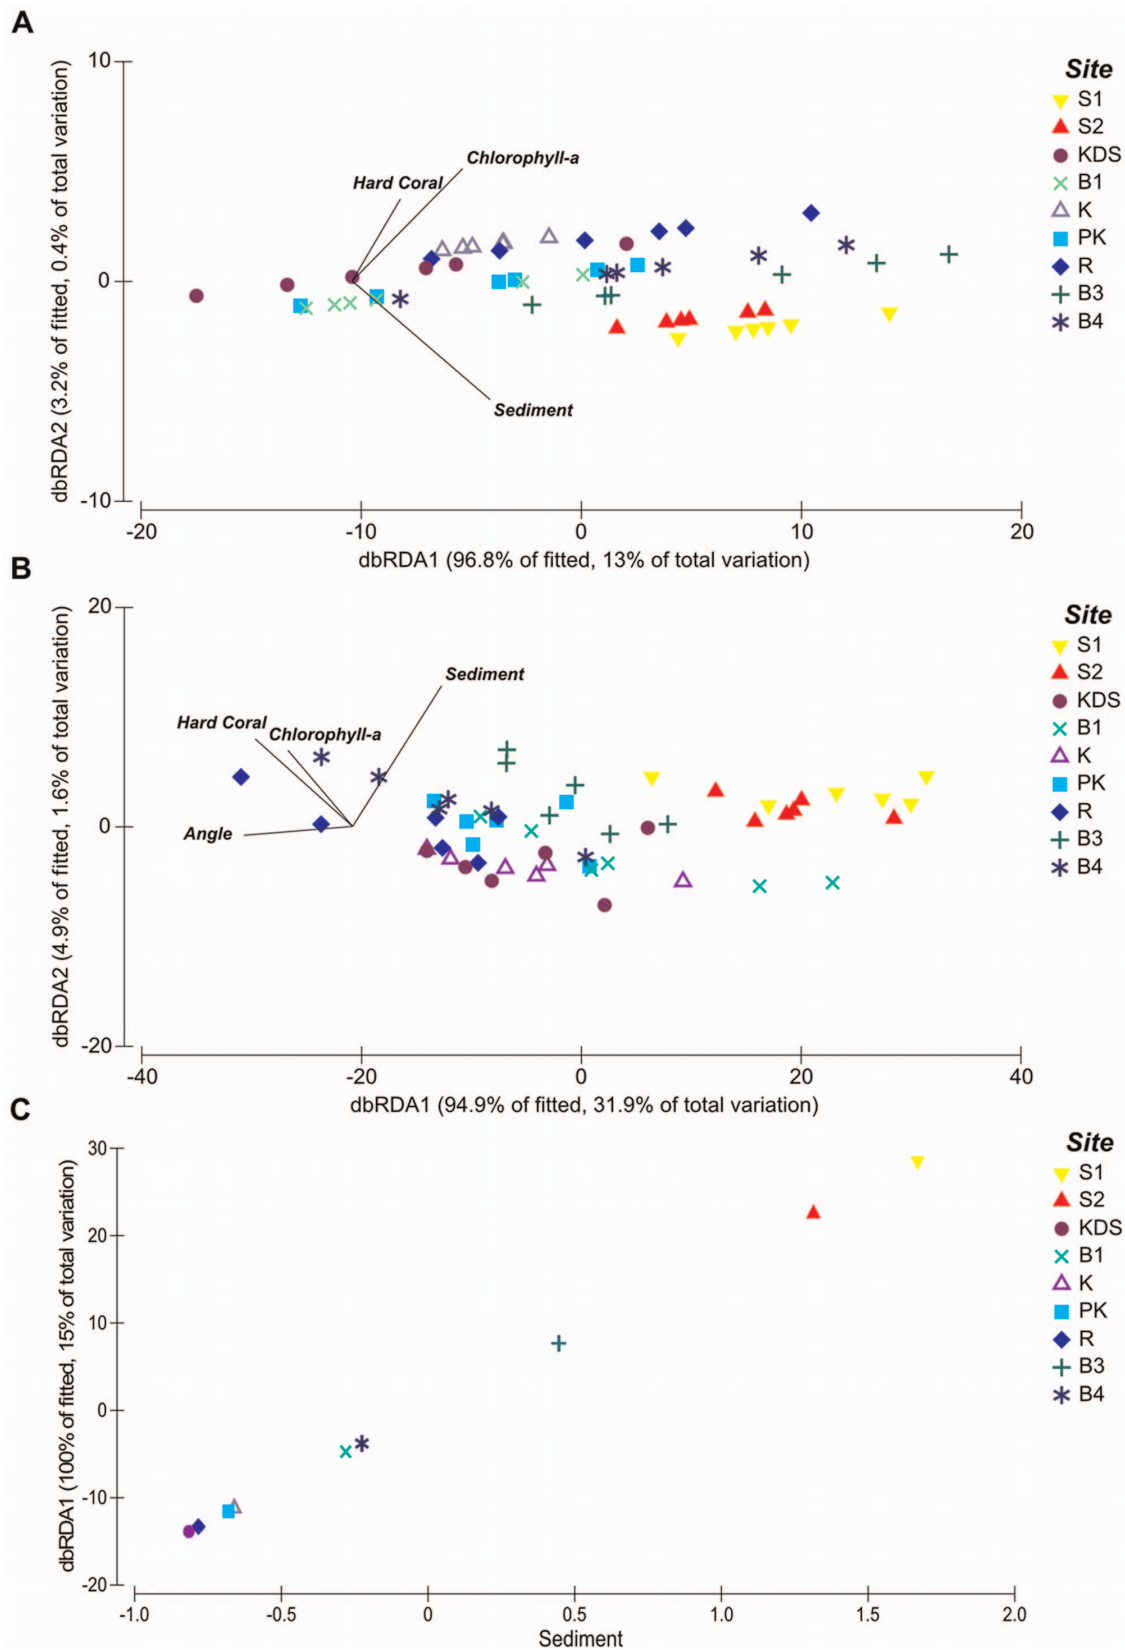 A
dbRDA2 (3.2% of fitted, 0.4% of total variation)
10
0
-10
Chlorophyll-a
Hard Coral
Sediment
-20
-10
0
10
20
dbRDA1 (96.8% of fitted, 13% of total variation)
Site
S1
S2
KDS
B1
K
PK
R
B3
B4
B
dbRDA2 (4.9% of fitted, 1.6% of total variation)
20
0
-20
Sediment
Hard Coral
Chlorophyll-a
Angle
-40
-20
0
20
40
dbRDA1 (94.9% of fitted, 31.9% of total variation)
Site
S1
S2
KDS
B1
K
PK
R
B3
B4
C
dbRDA1 (100% of fitted, 15% of total variation)
30
20
10
0
-10
-20
-1.0
-0.5
0
0.5
1.0
1.5
2.0
Sediment
Site
S1
S2
KDS
B1
K
PK
R
B3
B4